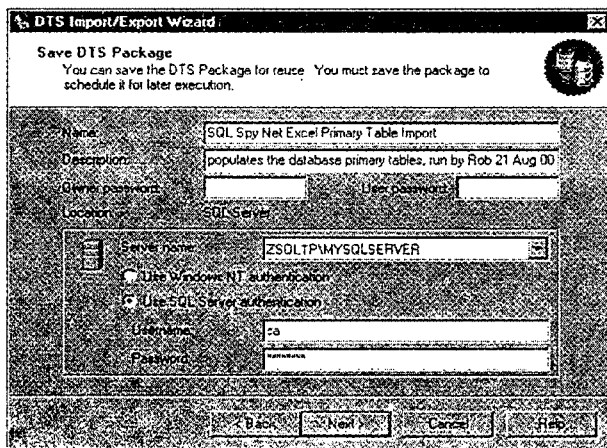 DTS Import/Export Wizard
Save DTS Package
You can save the DTS Package for reuse. You must save the package to
schedule it for later execution.
Name: SQL Spy Net Excel Primary Table Import
Description: populates the database primary tables, run by Rob 21 Aug 00
Owner password: User password:
Location: SQL Server
Server name: ZSOLTP\MYSQLSERVER
Use Windows NT authentication
Use SQL Server authentication
Username: sa
Password: ********
< Back Next > Cancel Help